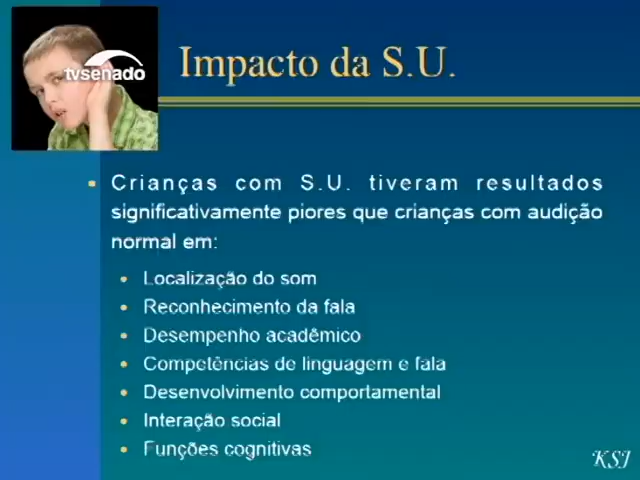 tvsenado
Impacto da S.U.
Crianças com S.U. tiveram resultados
significativamente piores que crianças com audição
normal em:
Localização do som
Reconhecimento da fala
Desempenho acadêmico
Competências de linguagem e fala
Desenvolvimento comportamental
Interação social
Funções cognitivas
KSJ